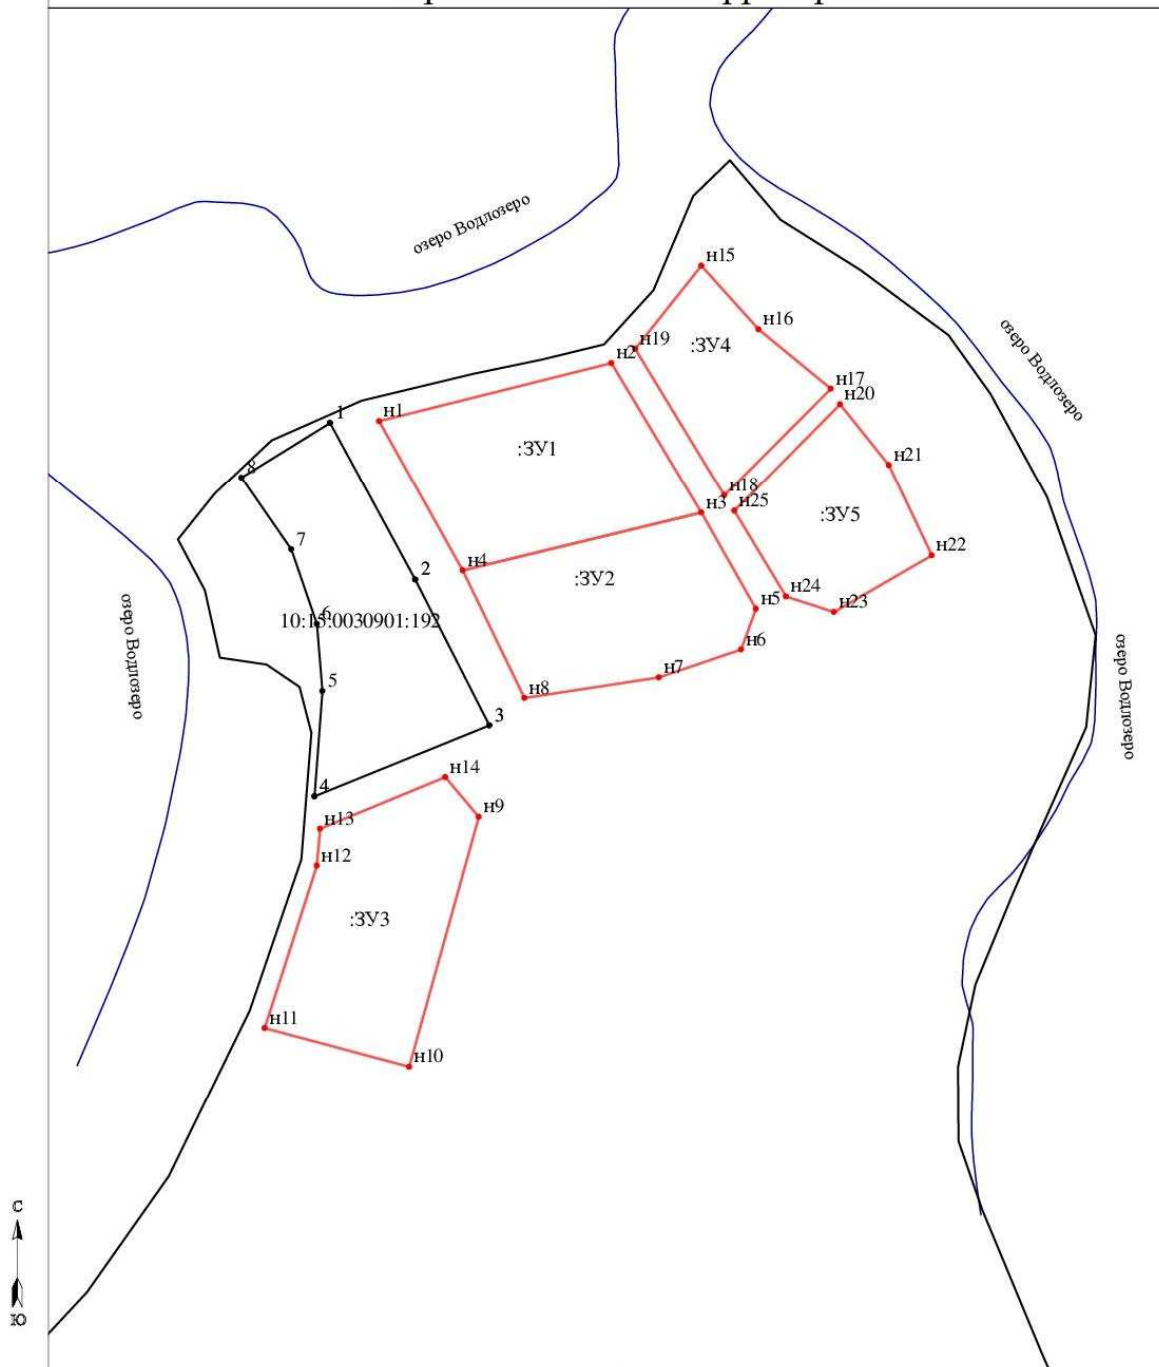 озеро Водлозеро
н15
н16
н19
:ЗУ4
н2
н17
н20
1
н1
:ЗУ1
8
н21
н18
н3
н25
:ЗУ5
7
н4
2
:ЗУ2
н22
н24
н5
н23
6
10:15:0030901:192
н6
5
н7
н8
3
н14
4
н9
н13
н12
:ЗУ3
н11
н10
озеро Водлозеро
озеро Водлозеро
озеро Водлозеро
С
Ю